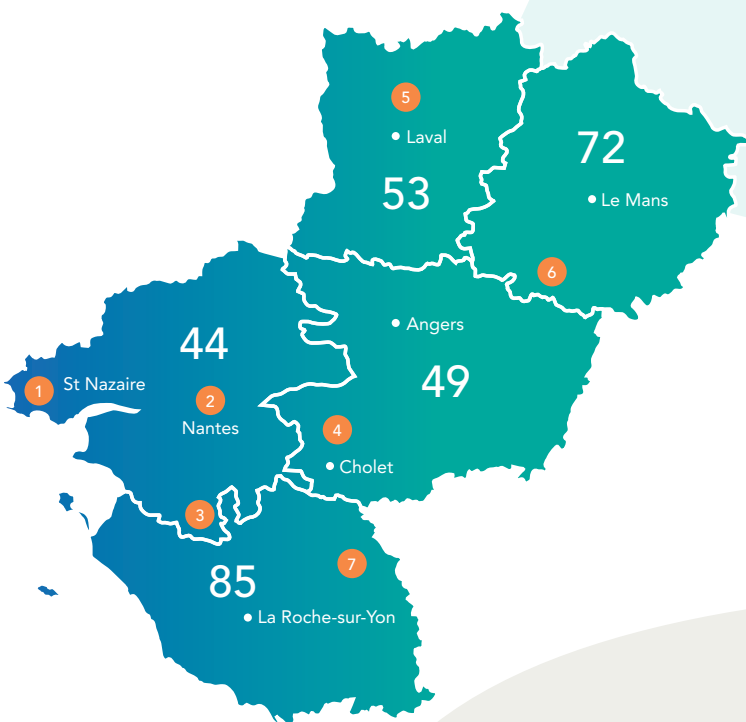 5
Laval
72
53
Le Mans
6
Angers
44
49
1
St Nazaire
2
Nantes
4
Cholet
3
7
85
La Roche-sur-Yon